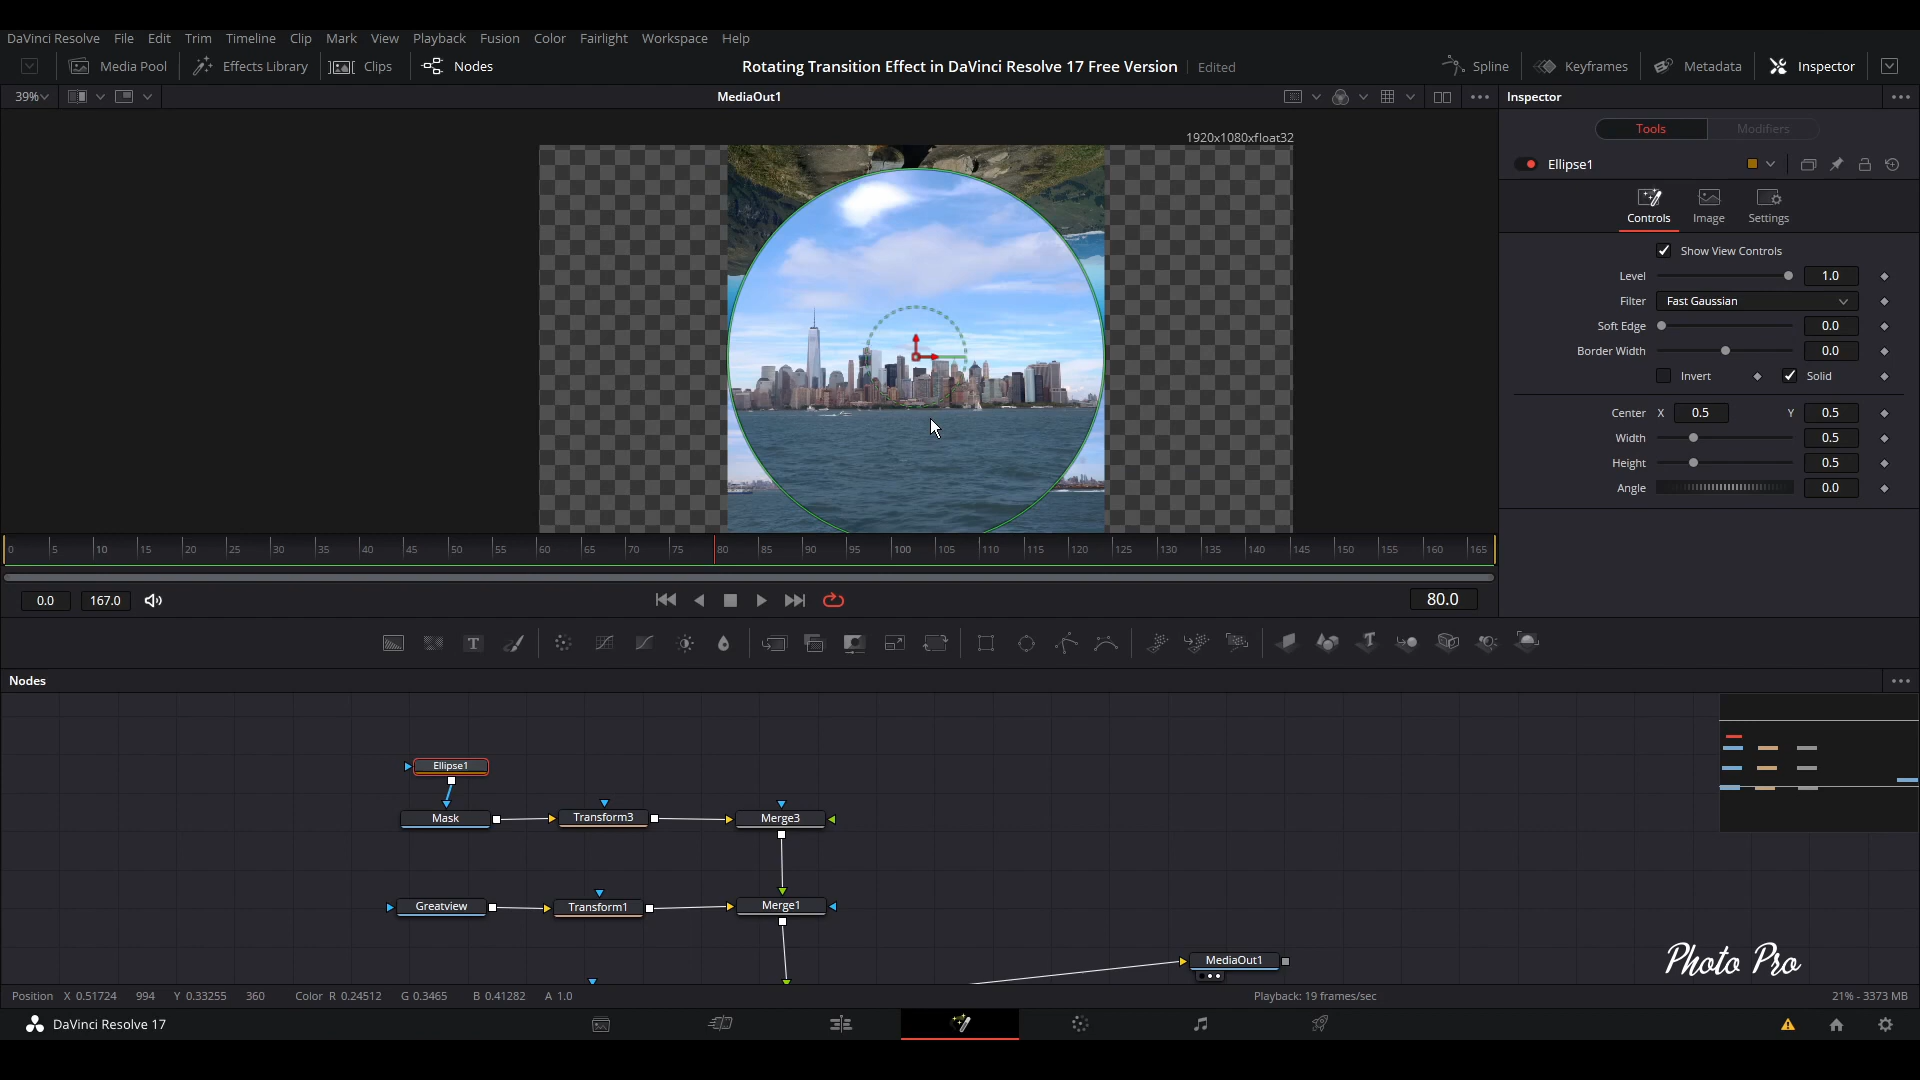 DaVinci Resolve File Edit Trim Timeline Clip Mark View Playback Fusion Color Fairlight Workspace Help
Media Pool Effects Library Clips Nodes Rotating Transition Effect in DaVinci Resolve 17 Free Version Edited Spline Keyframes Metadata Inspector
39% MediaOut1 Inspector
1920x1080xfloat32
Tools Modifiers
Ellipse1
Controls Image Settings
Show View Controls
Level 1.0
Filter Fast Gaussian
Soft Edge 0.0
Border Width 0.0
Invert Solid
Center X 0.5 Y 0.5
Width 0.5
Height 0.5
Angle 0.0
0 5 10 15 20 25 30 35 40 45 50 55 60 65 70 75 80 85 90 95 100 105 110 115 120 125 130 135 140 145 150 155 160 165
0.0 167.0 80.0
T
Nodes
Ellipse1
Mask Transform3 Merge3
Greatview Transform1 Merge1
MediaOut1
Photo Pro
Position X 0.51724 994 Y 0.33255 360 Color R 0.24512 G 0.3465 B 0.41282 A 1.0 Playback: 19 frames/sec 21% - 3373 MB
DaVinci Resolve 17